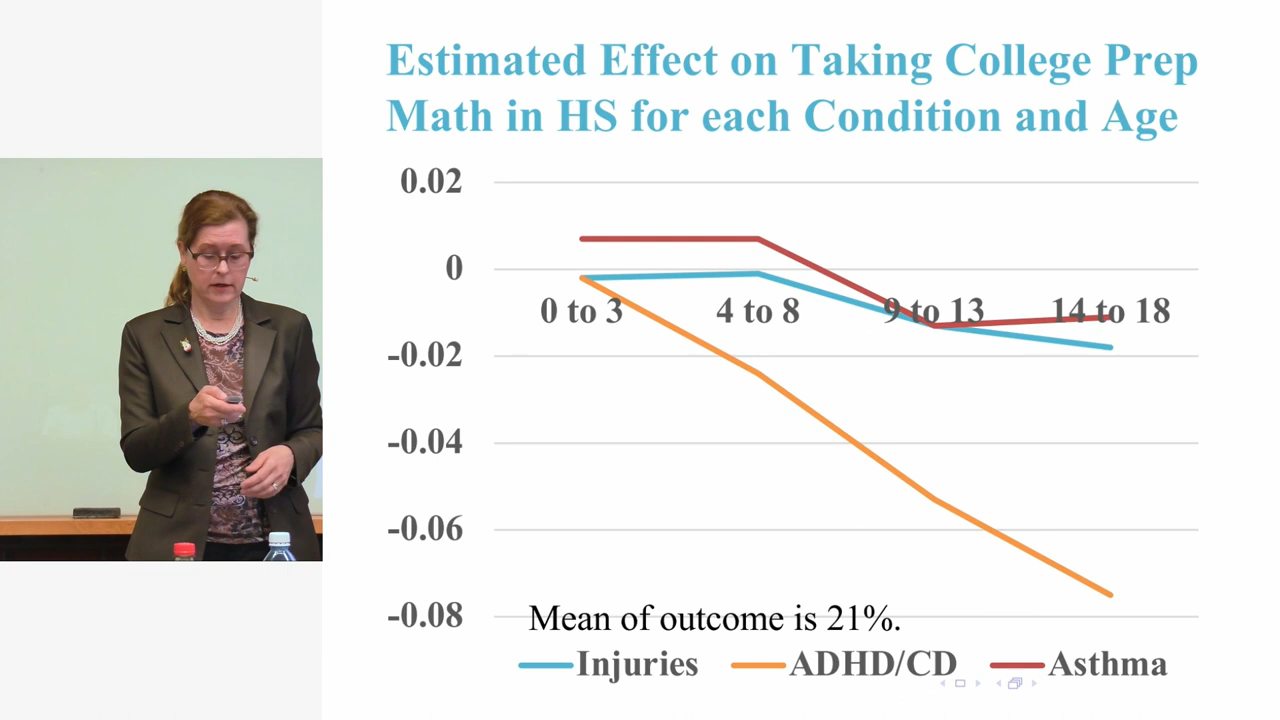 Estimated Effect on Taking College Prep
Math in HS for each Condition and Age
0.02
0
0 to 3 4 to 8 9 to 13 14 to 18
-0.02
-0.04
-0.06
-0.08
Mean of outcome is 21%.
Injuries ADHD/CD Asthma